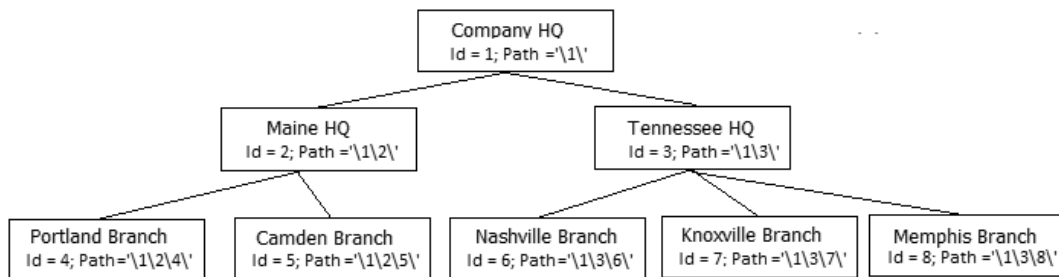 Company HQ
Id = 1; Path ='\1\'
Maine HQ
Id = 2; Path ='\1\2\'
Tennessee HQ
Id = 3; Path ='\1\3\'
Portland Branch
Id = 4; Path='\1\2\4\'
Camden Branch
Id = 5; Path ='\1\2\5\'
Nashville Branch
Id = 6; Path ='\1\3\6\'
Knoxville Branch
Id = 7; Path ='\1\3\7\'
Memphis Branch
Id = 8; Path ='\1\3\8\'